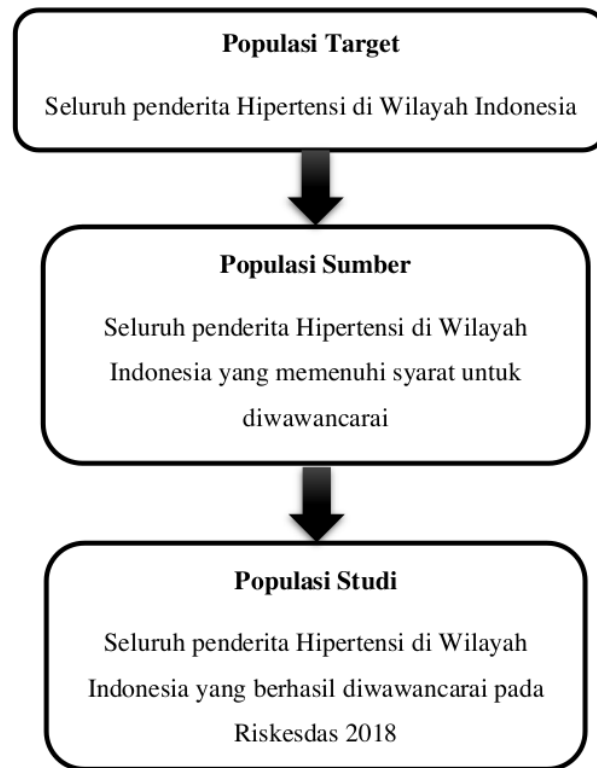 Populasi Target
Seluruh penderita Hipertensi di Wilayah Indonesia
Populasi Sumber
Seluruh penderita Hipertensi di Wilayah
Indonesia yang memenuhi syarat untuk
diwawancarai
Populasi Studi
Seluruh penderita Hipertensi di Wilayah
Indonesia yang berhasil diwawancarai pada
Riskesdas 2018